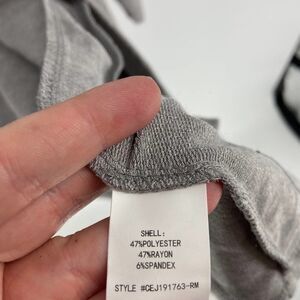 SHELL:
47%POLYESTER
47%RAYON
6%SPANDEX
STYLE #CEJ191763-RM